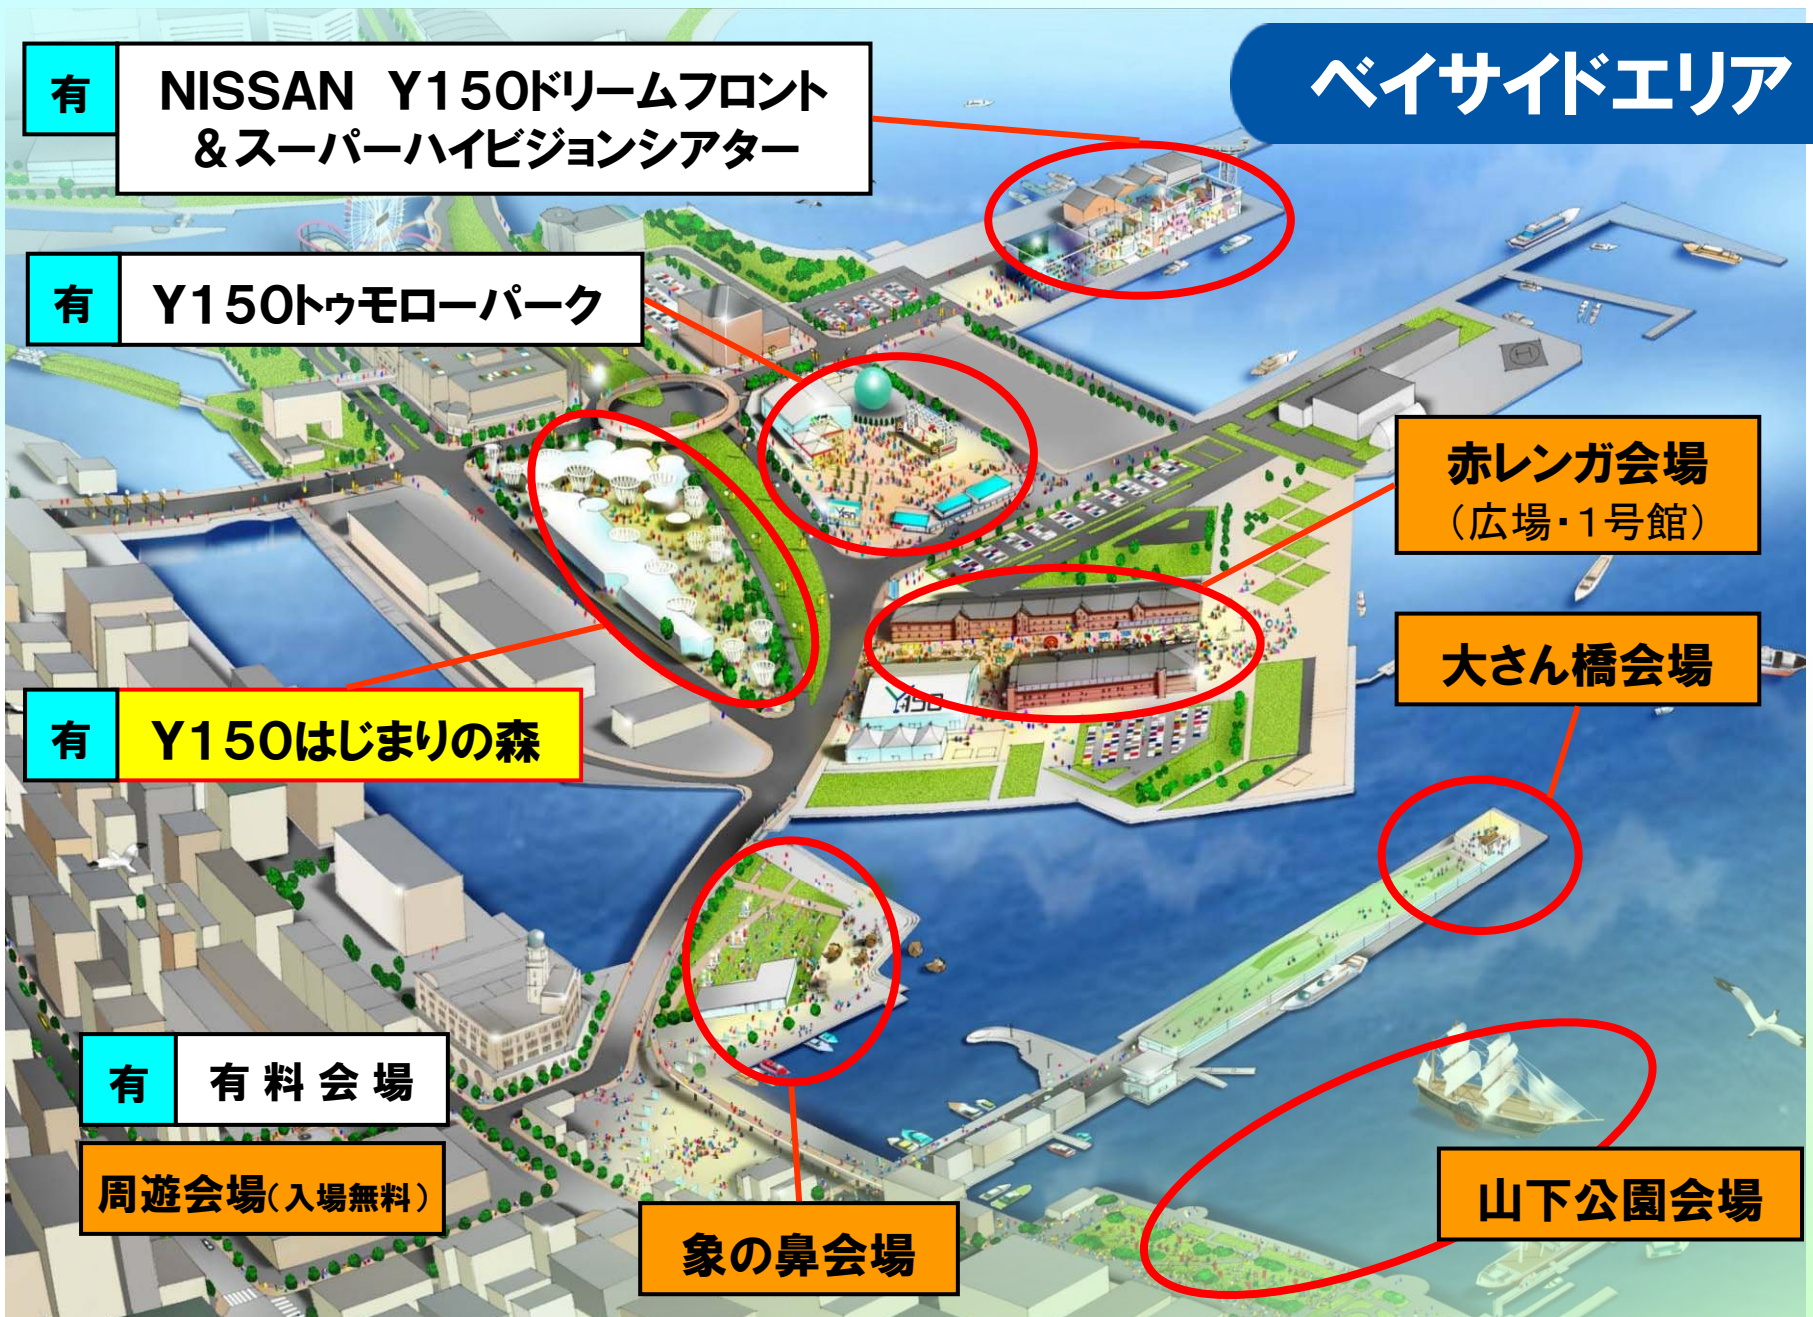 ベイサイドエリア
有 NISSAN Y150ドリームフロント
＆スーパーハイビジョンシアター
有 Y150トゥモローパーク
赤レンガ会場
（広場・1号館）
大さん橋会場
有 Y150はじまりの森
Y150
Y150
H
有 有料会場
周遊会場（入場無料）
象の鼻会場
山下公園会場